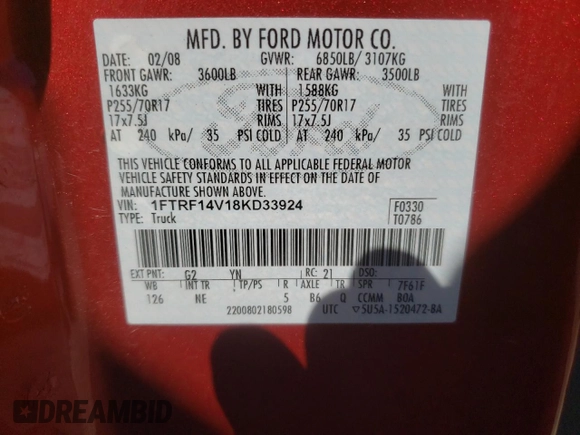 MFD. BY FORD MOTOR CO.
DATE: 02/08 GVWR: 6850LB/ 3107KG
FRONT GAWR: 3600LB REAR GAWR: 3500LB
1633KG WITH 1588KG WITH
P255/70R17 TIRES P255/70R17 TIRES
17x7.5J RIMS 17x7.5J RIMS
AT 240 kPa/ 35 PSI COLD AT 240 kPa/ 35 PSI COLD
Ford
THIS VEHICLE CONFORMS TO ALL APPLICABLE FEDERAL MOTOR
VEHICLE SAFETY STANDARDS IN EFFECT ON THE DATE OF
MANUFACTURE SHOWN ABOVE.
VIN: 1FTRF14V18KD33924 F0330
TYPE: Truck T0786
EXT PNT: G2 YN RC: 21 DSO:
WB INT TR TP/PS R AXLE TR SPR 7F61F
126 NE 5 B6 Q CCMM BOA
2200802180598 UTC 5U5A-1520472-BA
DREAMBID